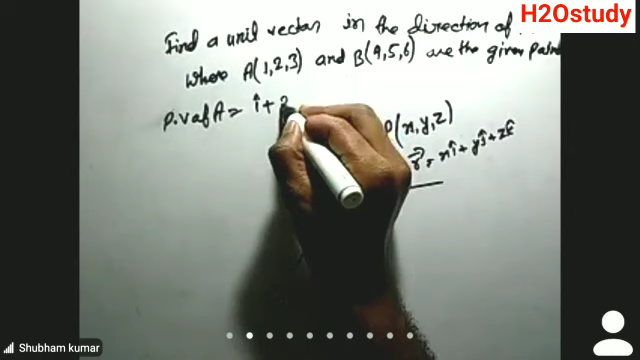 H2Ostudy
Find a unit vector in the direction of
where A(1,2,3) and B(4,5,6) are the given point
P.v of A = î + 2
P(x,y,z)
r⃗ = xî + yĵ + zk̂
Shubham kumar